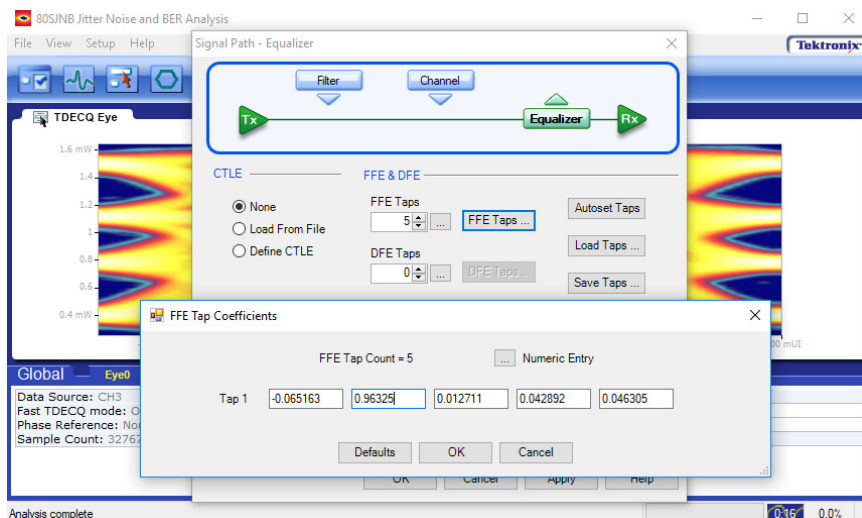 80SJNB Jitter Noise and BER Analysis
File View Setup Help
Tektronix
Signal Path - Equalizer
Filter
Channel
Tx
Equalizer
Rx
TDECQ Eye
1.6 mW
1.4
1.2
1
0.8
0.6
0.4 mW
CTLE
None
Load From File
Define CTLE
FFE & DFE
FFE Taps
5 ... FFE Taps ...
DFE Taps
0 ... DFE Taps ...
Autoset Taps
Load Taps ...
Save Taps ...
mUI
FFE Tap Coefficients
FFE Tap Count = 5
... Numeric Entry
Tap 1 -0.065163 0.96325 0.012711 0.042892 0.046305
Defaults OK Cancel
Global Eye0
Data Source: CH3
Fast TDECQ mode:
Phase Reference:
Sample Count: 3276
OK Cancel Apply Help
Analysis complete
0:16 0.0%